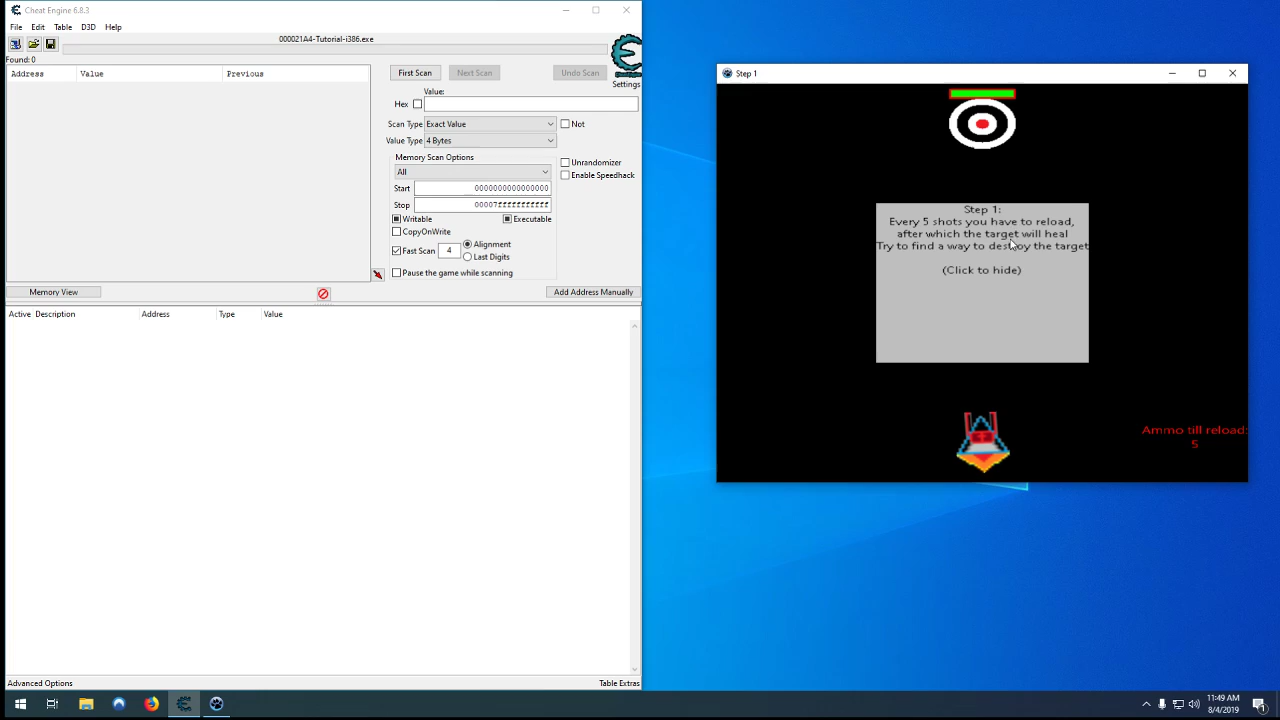 Cheat Engine 6.8.3
File Edit Table D3D Help
000021A4-Tutorial-i386.exe
Found: 0
Address Value Previous
First Scan Next Scan Undo Scan
Settings
Value:
Hex
Scan Type Exact Value Not
Value Type 4 Bytes
Memory Scan Options
All
Unrandomizer
Enable Speedhack
Start 0000000000000000
Stop 00007fffffffffff
Writable Executable
CopyOnWrite
Fast Scan 4 Alignment
Last Digits
Pause the game while scanning
Memory View Add Address Manually
Active Description Address Type Value
Advanced Options Table Extras
Step 1
Step 1:
Every 5 shots you have to reload,
after which the target will heal
Try to find a way to destroy the target
(Click to hide)
Ammo till reload:
5
11:49 AM
8/4/2019
1